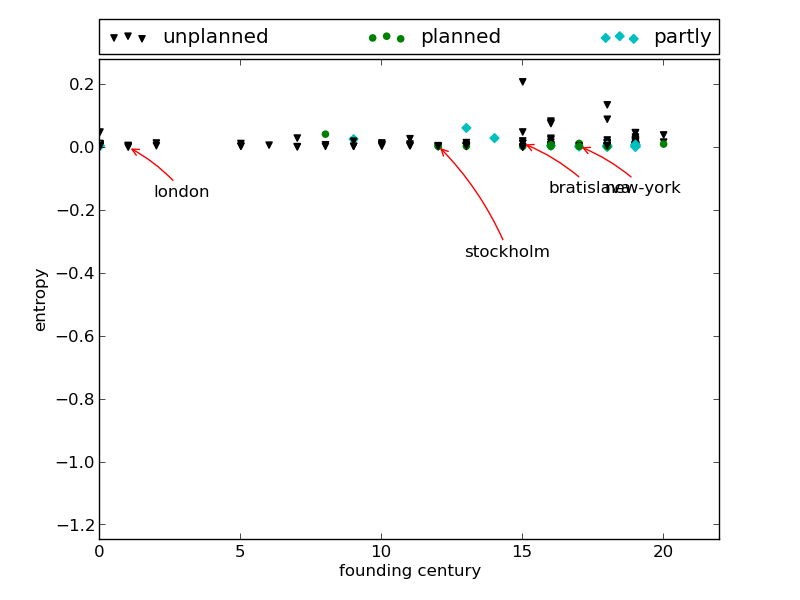 unplanned planned partly
0.2
0.0
−0.2
−0.4
−0.6
−0.8
−1.0
−1.2
entropy
london
bratislava new-york
stockholm
0 5 10 15 20
founding century